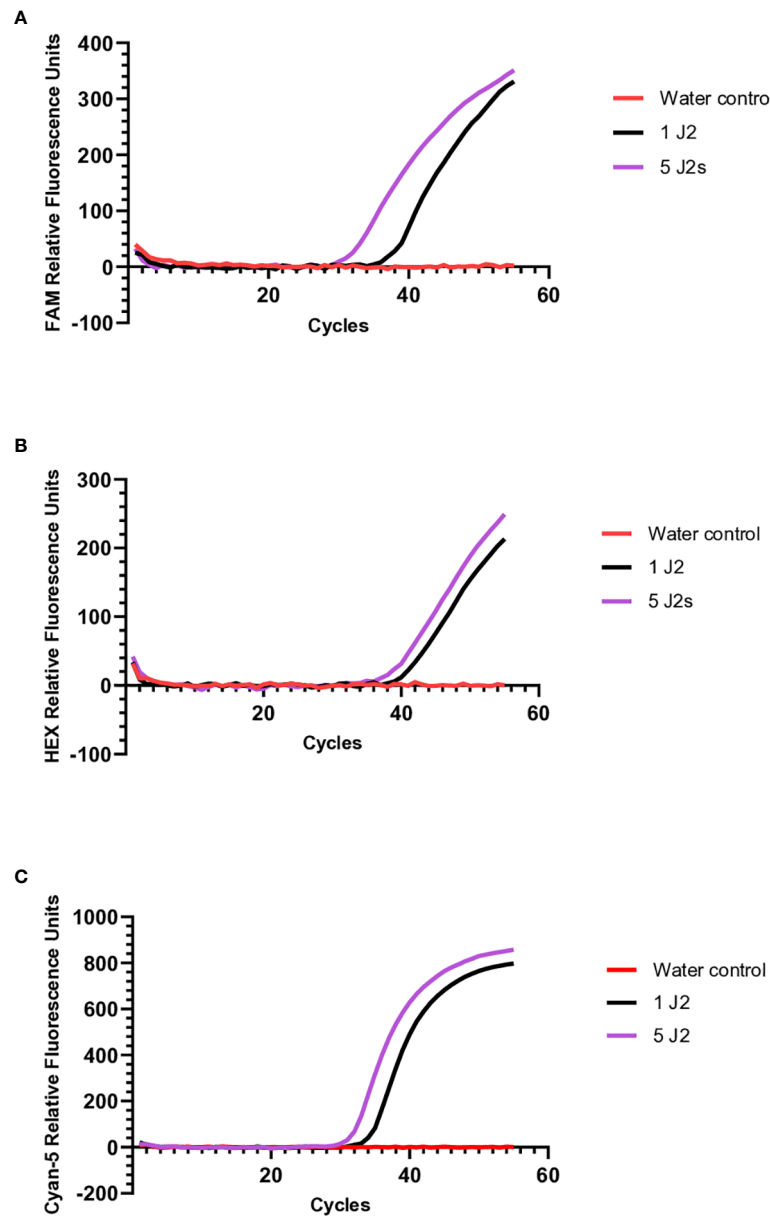 A
FAM Relative Fluorescence Units
400
300
200
100
0
-100
20
40
60
Cycles
Water contro
1 J2
5 J2s
B
HEX Relative Fluorescence Units
300
200
100
0
-100
20
40
60
Cycles
Water control
1 J2
5 J2s
C
Cyan-5 Relative Fluorescence Units
1000
800
600
400
200
0
-200
20
40
60
Cycles
Water control
1 J2
5 J2